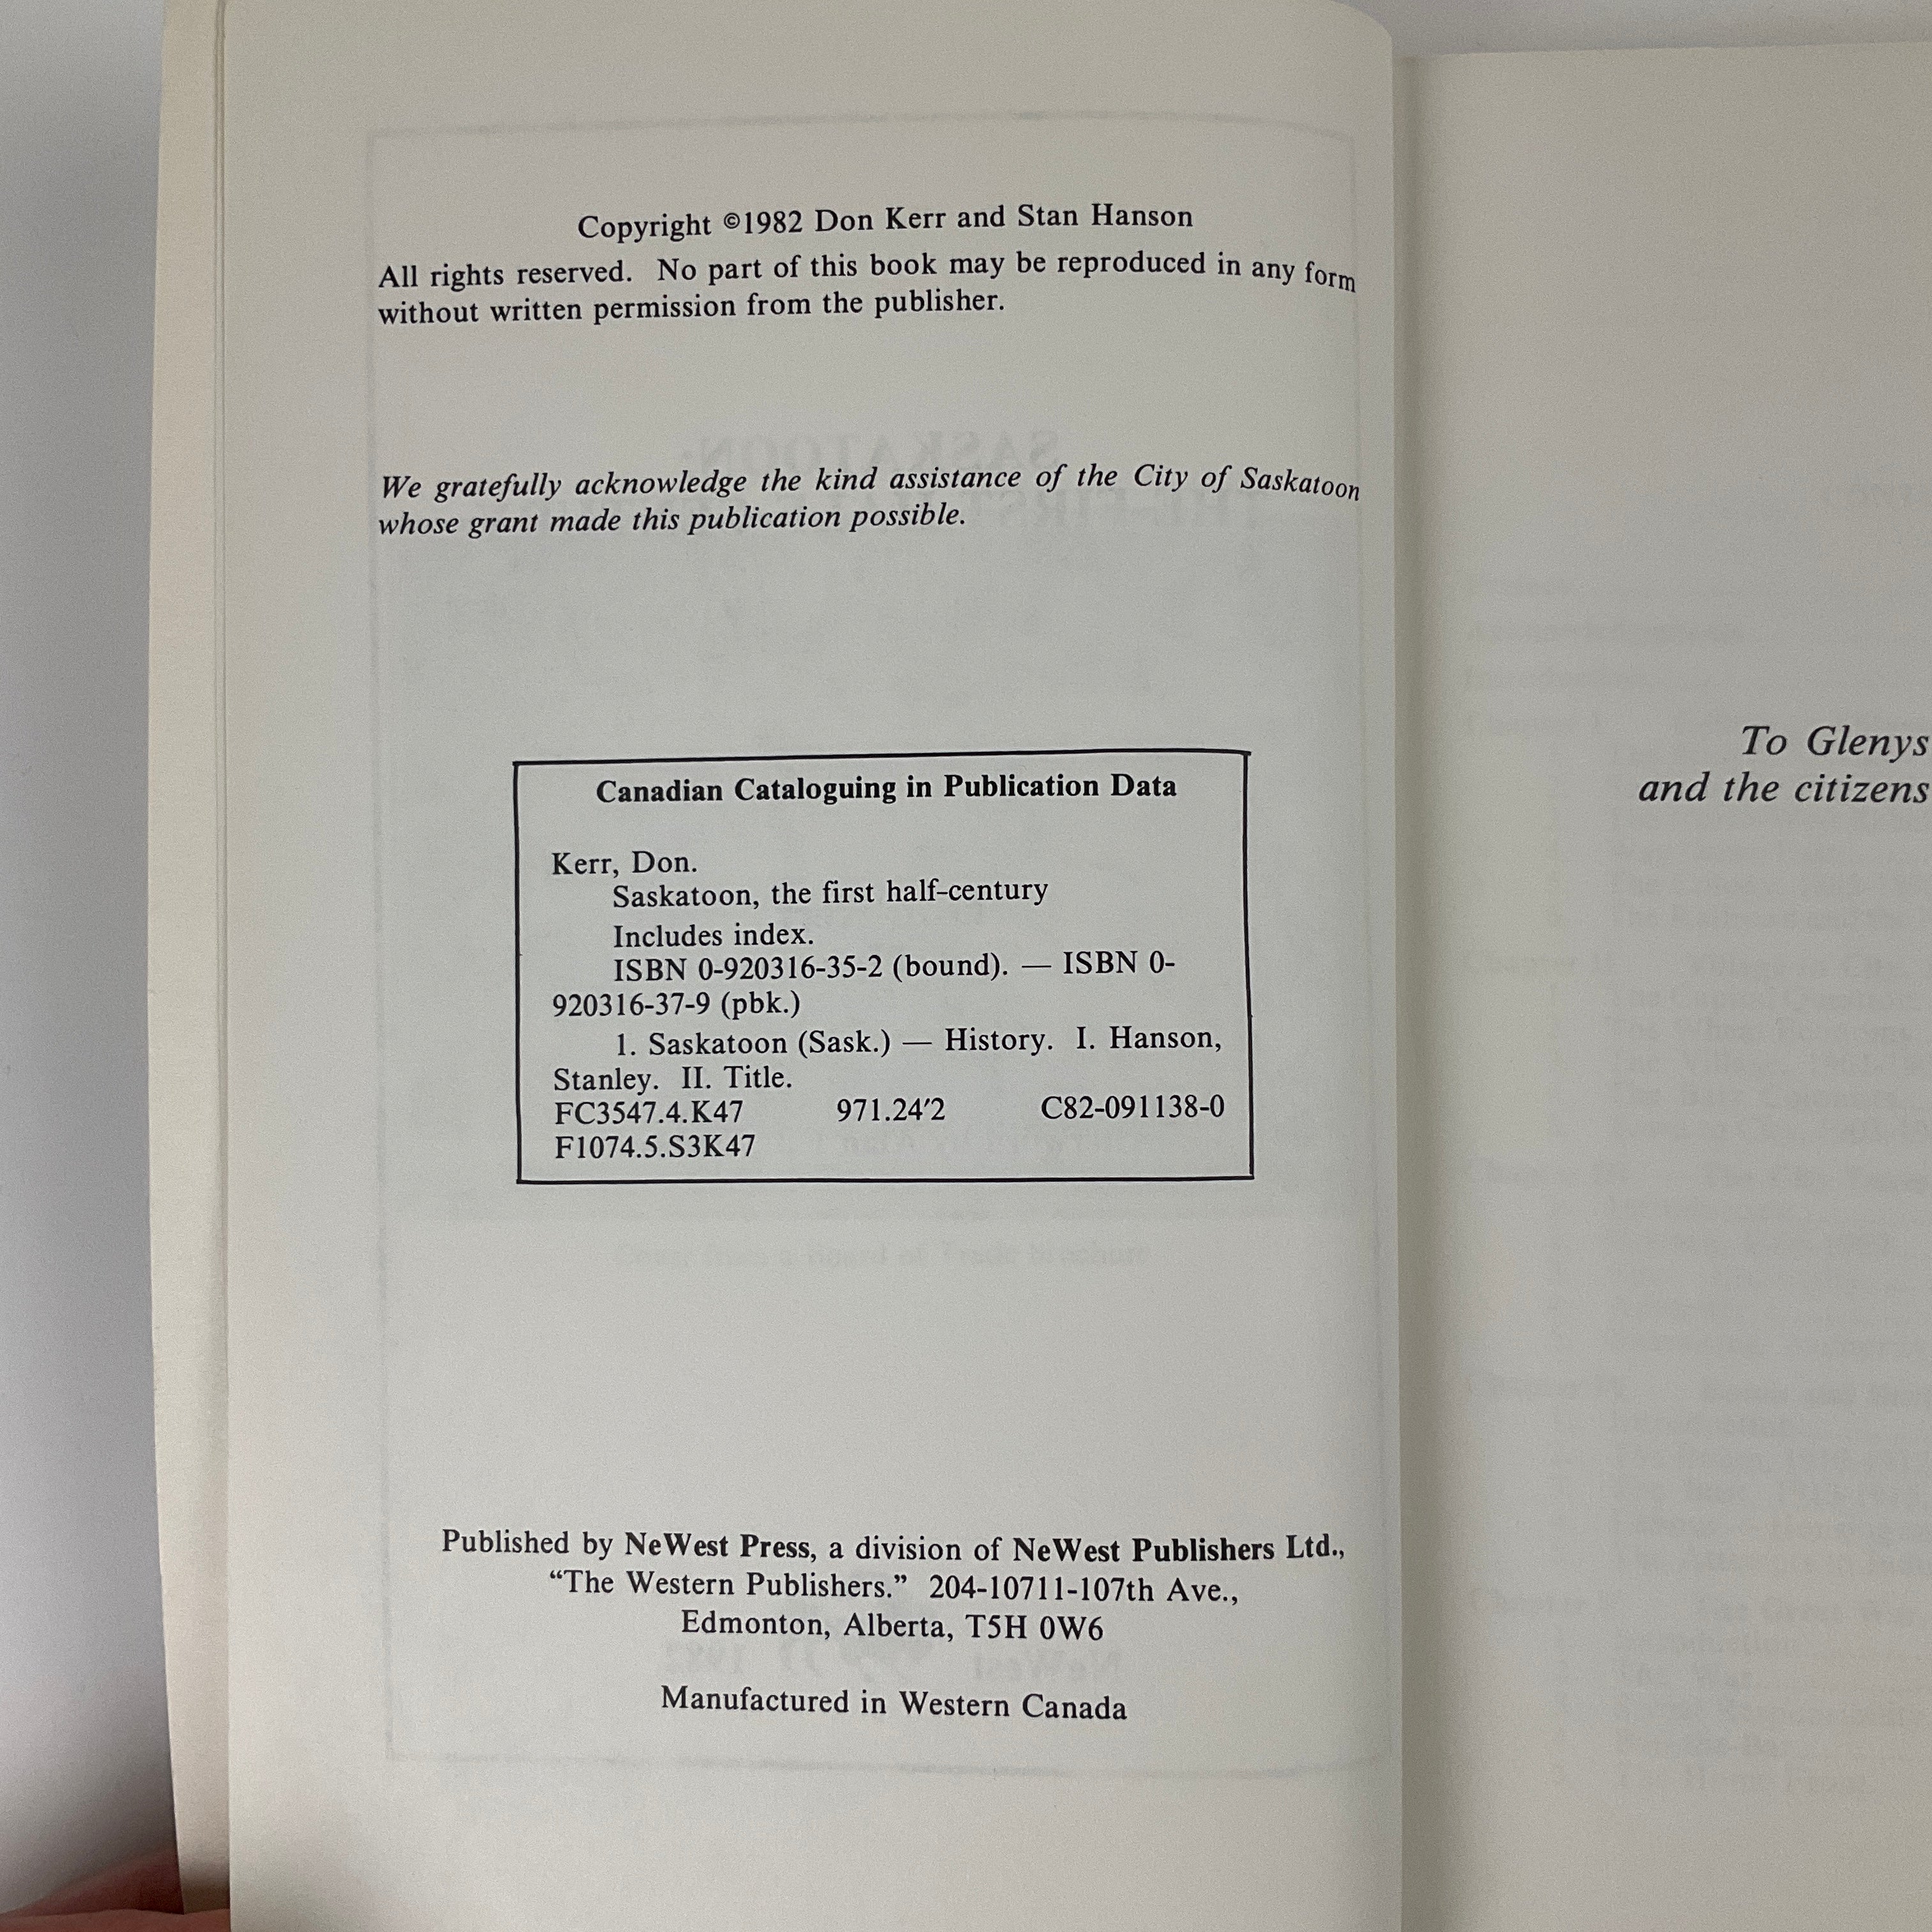 Copyright ©1982 Don Kerr and Stan Hanson
All rights reserved. No part of this book may be reproduced in any form
without written permission from the publisher.
We gratefully acknowledge the kind assistance of the City of Saskatoon
whose grant made this publication possible.
Canadian Cataloguing in Publication Data
Kerr, Don.
Saskatoon, the first half-century
Includes index.
ISBN 0-920316-35-2 (bound). — ISBN 0-
920316-37-9 (pbk.)
1. Saskatoon (Sask.) — History. I. Hanson,
Stanley. II. Title.
FC3547.4.K47 971.24'2 C82-091138-0
F1074.5.S3K47
Published by NeWest Press, a division of NeWest Publishers Ltd.,
“The Western Publishers.” 204-10711-107th Ave.,
Edmonton, Alberta, T5H 0W6
Manufactured in Western Canada
To Glenys
and the citizens